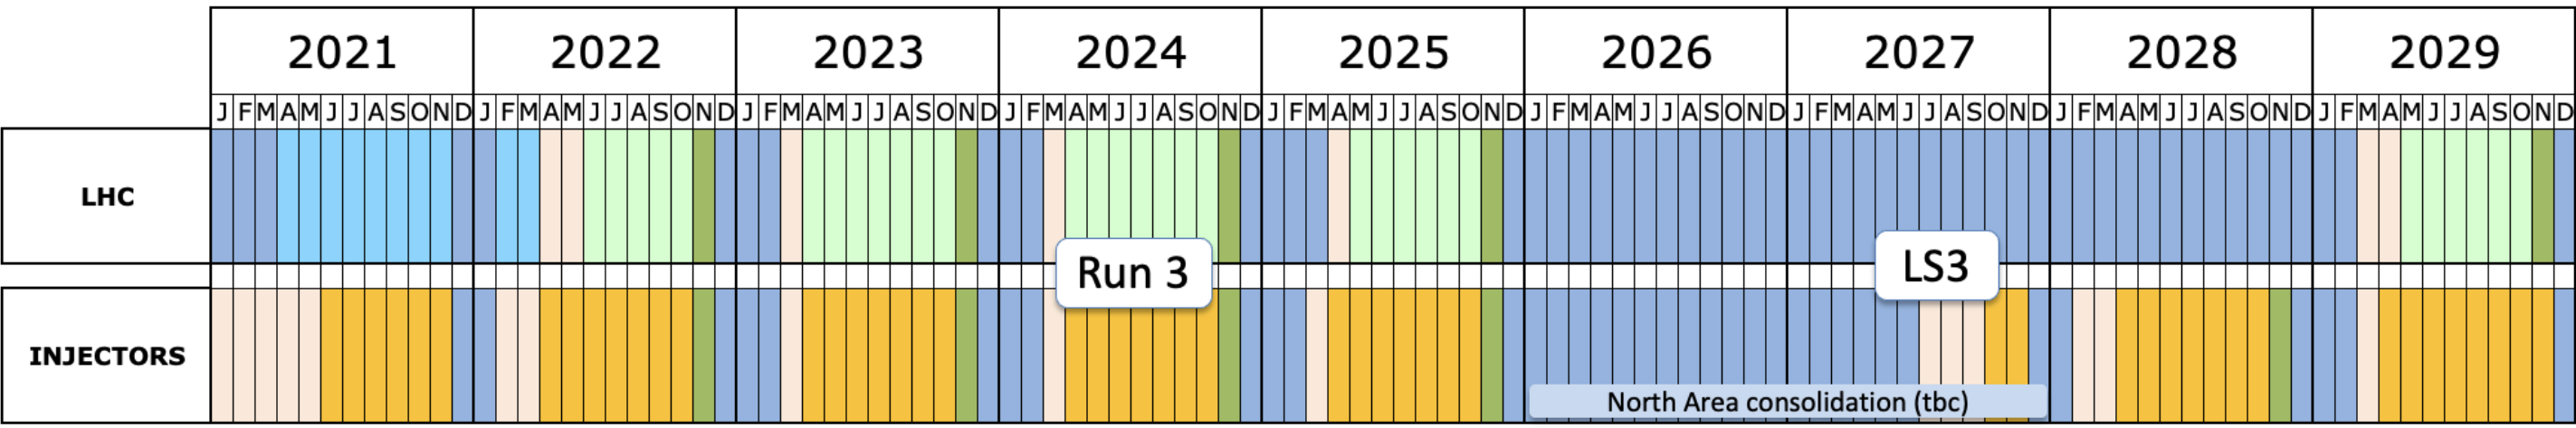 2021 2022 2023 2024 2025 2026 2027 2028 2029
J F M A M J J A S O N D J F M A M J J A S O N D J F M A M J J A S O N D J F M A M J J A S O N D J F M A M J J A S O N D J F M A M J J A S O N D J F M A M J J A S O N D J F M A M J J A S O N D J F M A M J J A S O N D
LHC
Run 3 LS3
INJECTORS
North Area consolidation (tbc)